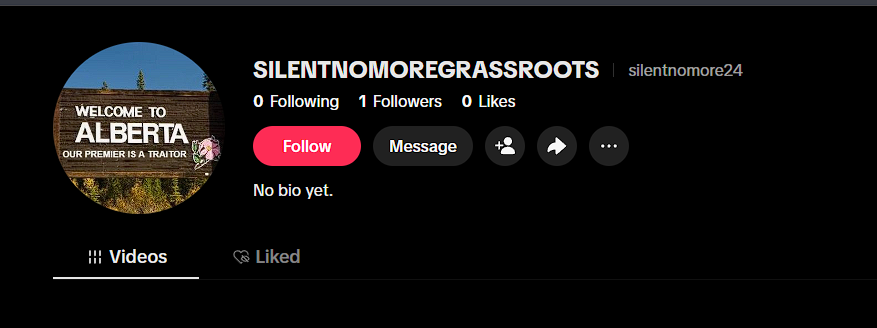 WELCOME TO
ALBERTA
OUR PREMIER IS A TRAITOR
SILENTNOMOREGRASSROOTS
silentnomore24
0 Following 1 Followers 0 Likes
Follow
Message
No bio yet.
Videos
Liked